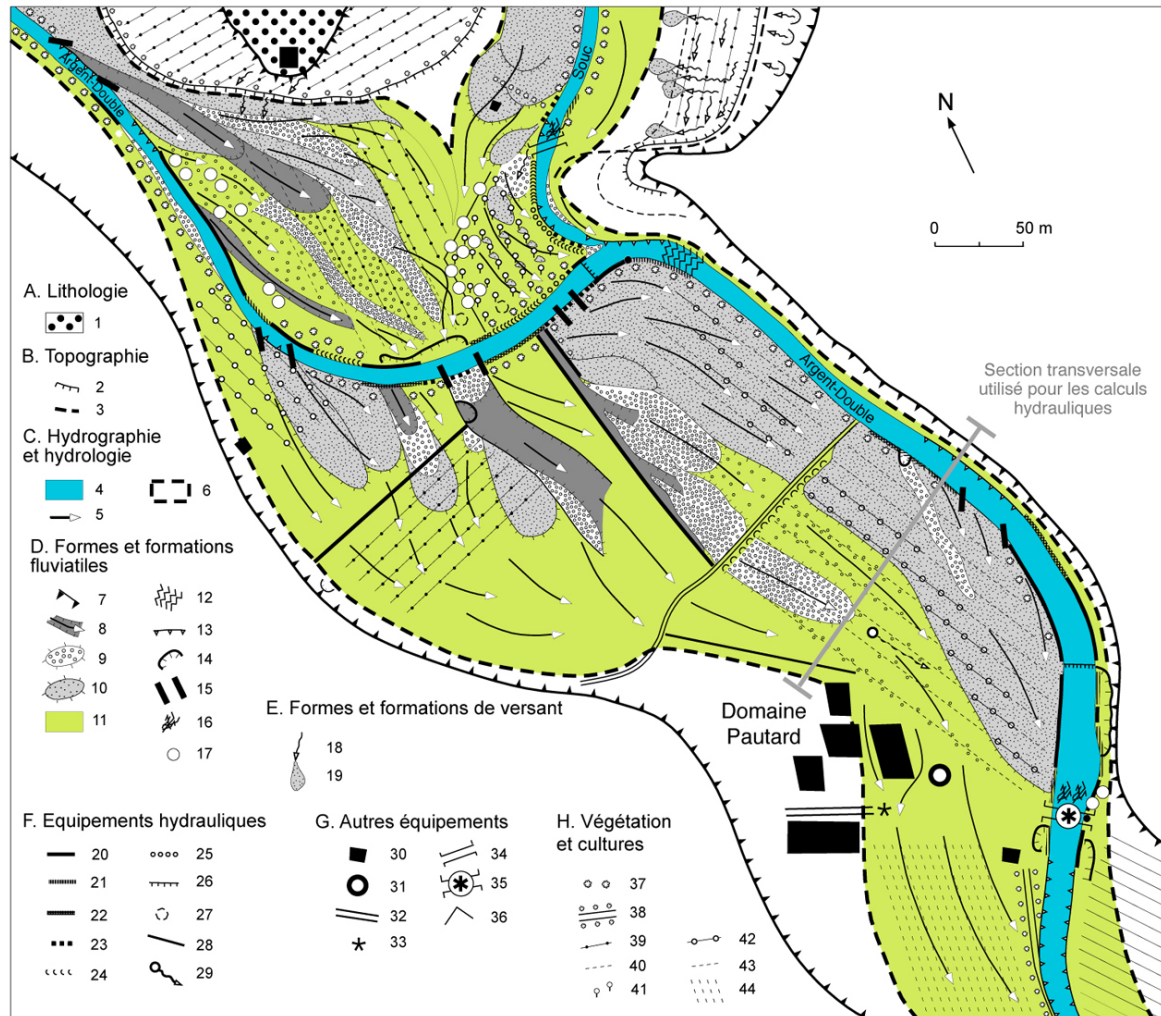 Argent-Double
Souc
N
0 50 m
Argent-Double
Section transversale
utilisé pour les calculs
hydrauliques
Domaine
Pautard
A. Lithologie
1
B. Topographie
2
3
C. Hydrographie
et hydrologie
4 6
5
D. Formes et formations
fluviatiles
7 12
8 13
9 14
10 15
11 16
17
E. Formes et formations de versant
18
19
F. Equipements hydrauliques
20 25
21 26
22 27
23 28
24 29
G. Autres équipements
30 34
31 35
32 36
33
H. Végétation
et cultures
37
38
39 42
40 43
41 44